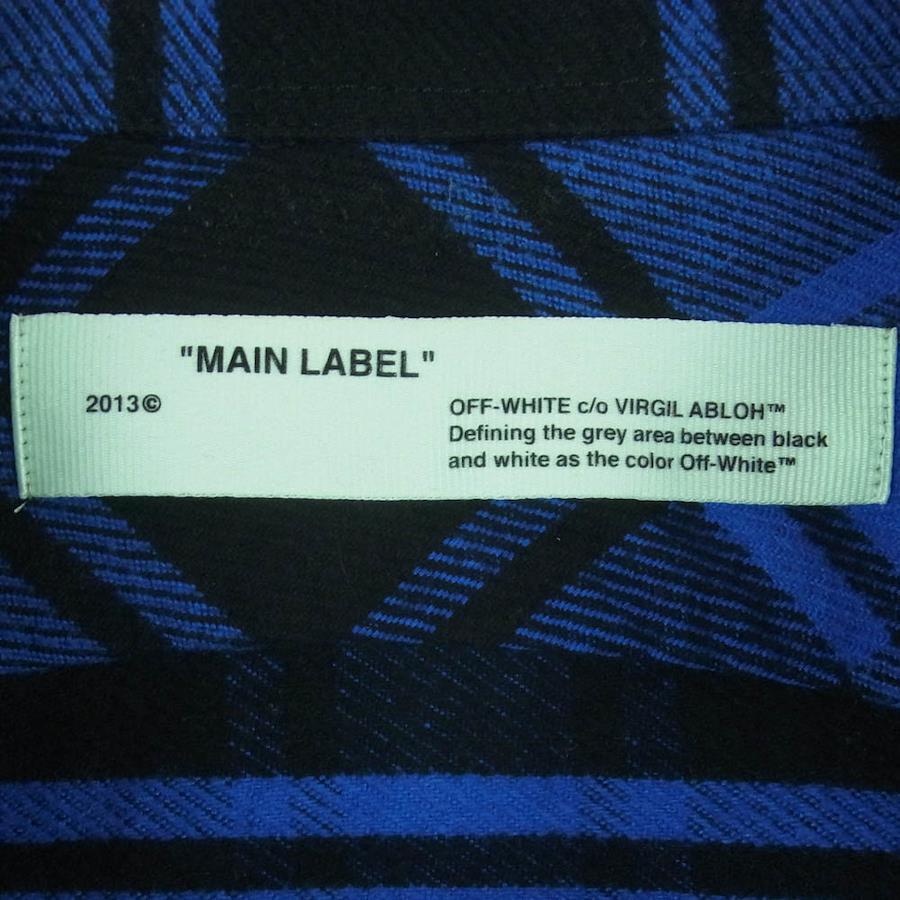 "MAIN LABEL"
2013©
OFF-WHITE c/o VIRGIL ABLOH™
Defining the grey area between black
and white as the color Off-White™